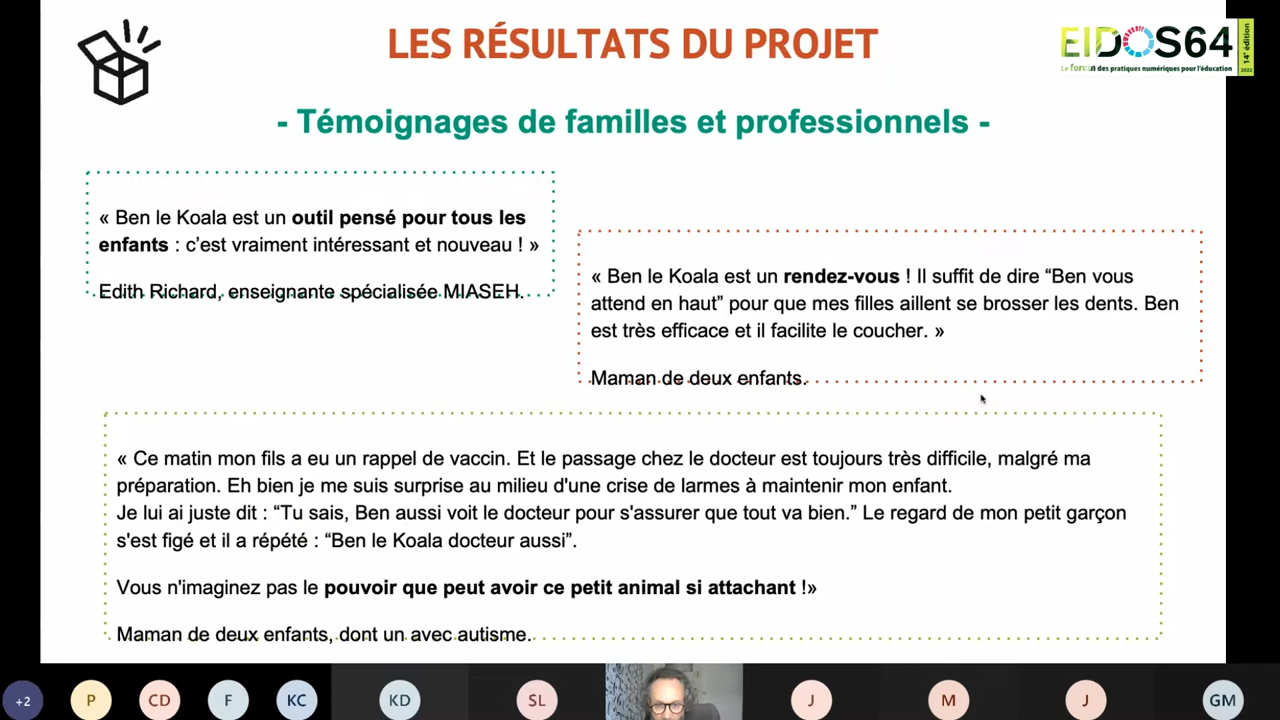 LES RÉSULTATS DU PROJET
EIDOS64
Le forum des pratiques numériques pour l'éducation
14e édition
2022
- Témoignages de familles et professionnels -
« Ben le Koala est un outil pensé pour tous les
enfants : c'est vraiment intéressant et nouveau ! »
Edith Richard, enseignante spécialisée MIASEH.
« Ben le Koala est un rendez-vous ! Il suffit de dire “Ben vous
attend en haut” pour que mes filles aillent se brosser les dents. Ben
est très efficace et il facilite le coucher. »
Maman de deux enfants.
« Ce matin mon fils a eu un rappel de vaccin. Et le passage chez le docteur est toujours très difficile, malgré ma
préparation. Eh bien je me suis surprise au milieu d'une crise de larmes à maintenir mon enfant.
Je lui ai juste dit : “Tu sais, Ben aussi voit le docteur pour s'assurer que tout va bien.” Le regard de mon petit garçon
s'est figé et il a répété : “Ben le Koala docteur aussi”.
Vous n'imaginez pas le pouvoir que peut avoir ce petit animal si attachant !»
Maman de deux enfants, dont un avec autisme.
+2 P CD F KC KD SL J M J GM